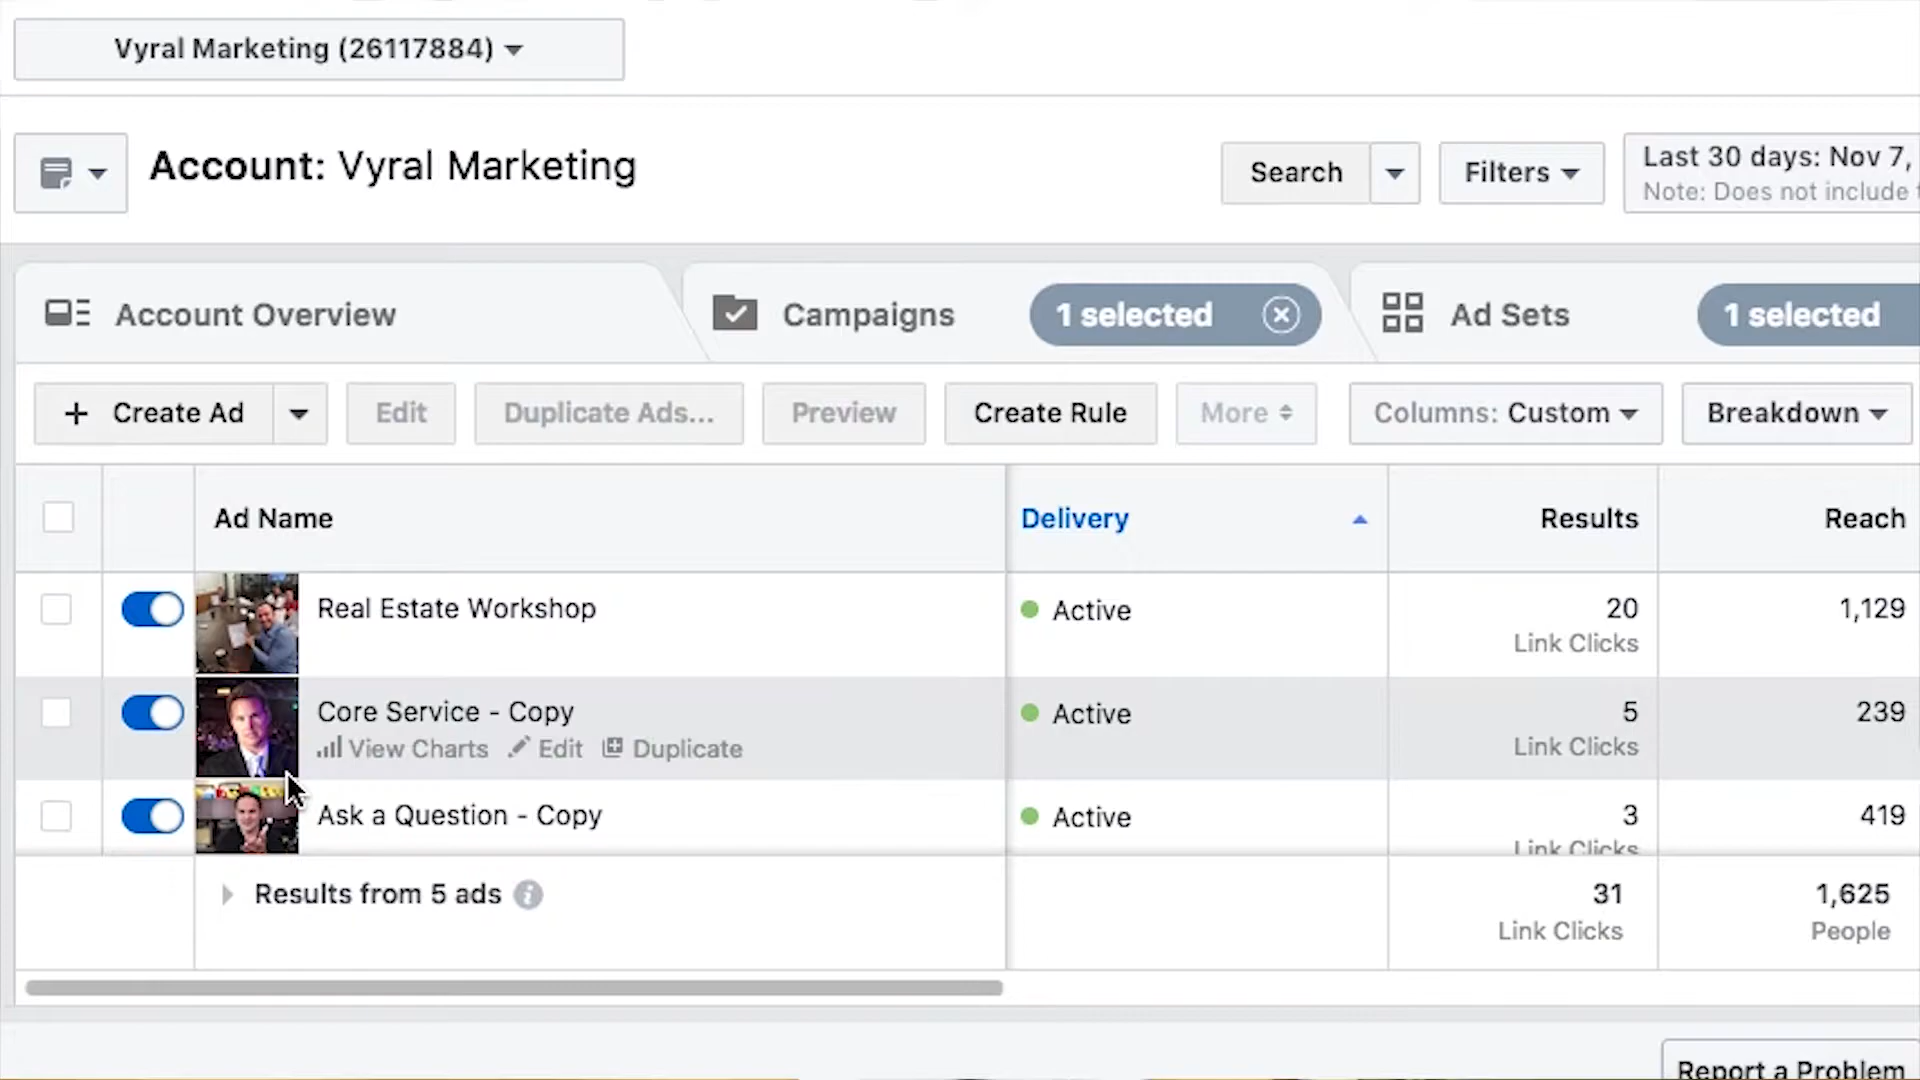 Vyral Marketing (26117884)
Account: Vyral Marketing
Search
Filters
Last 30 days: Nov 7,
Note: Does not include
Account Overview
Campaigns
1 selected
Ad Sets
1 selected
+ Create Ad
Edit
Duplicate Ads...
Preview
Create Rule
More
Columns: Custom
Breakdown
Ad Name
Delivery
Results
Reach
Real Estate Workshop
Active
20
1,129
Link Clicks
Core Service - Copy
Active
5
239
View Charts
Edit
Duplicate
Link Clicks
Ask a Question - Copy
Active
3
419
Link Clicks
Results from 5 ads
31
1,625
Link Clicks
People
Report a Problem